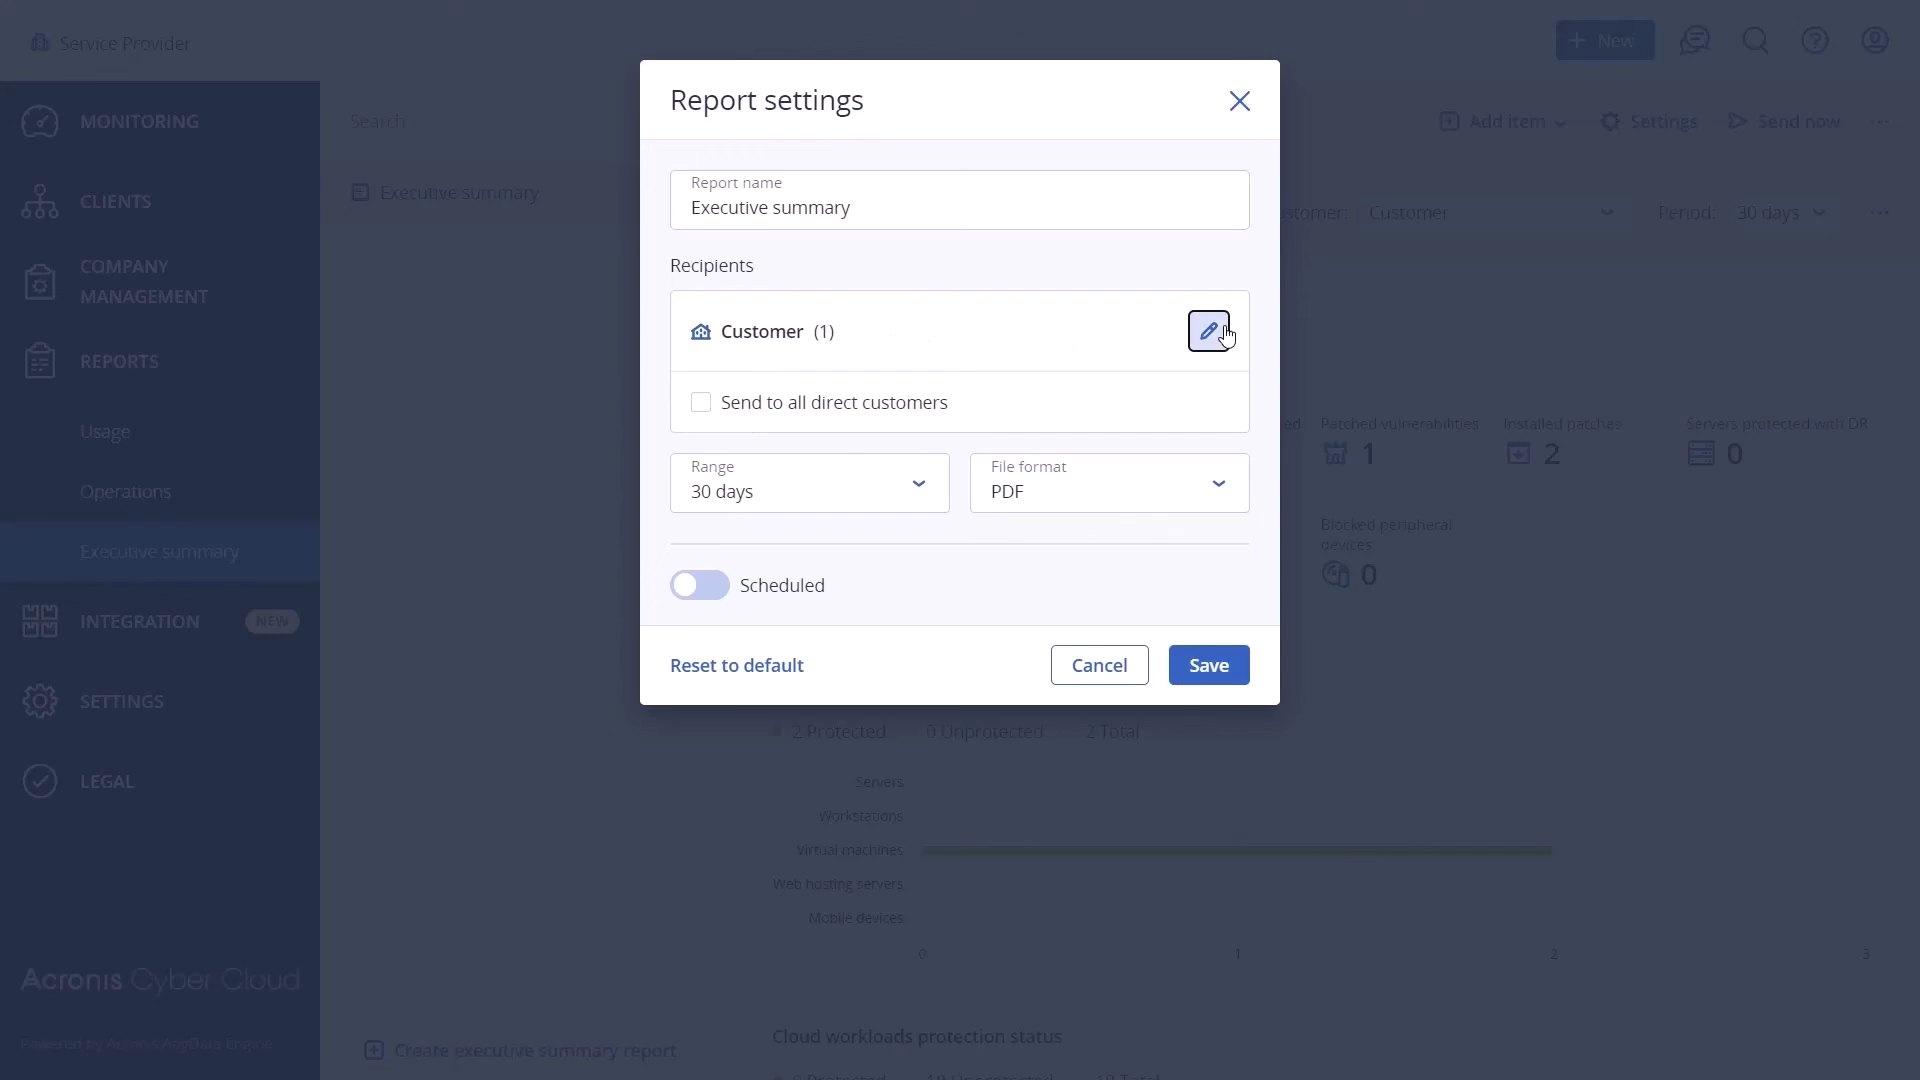 Service Provider
+ New
MONITORING
CLIENTS
COMPANY
MANAGEMENT
REPORTS
Usage
Operations
Executive summary
INTEGRATION
NEW
SETTINGS
LEGAL
Acronis Cyber Cloud
Powered by Acronis AnyData Engine
Search
Add item
Settings
Send now
Executive summary
Customer
Period:
30 days
Report settings
Report name
Executive summary
Recipients
Customer (1)
Send to all direct customers
Range
30 days
File format
PDF
Scheduled
Reset to default
Cancel
Save
Patched vulnerabilities
1
Installed patches
2
Servers protected with DR
0
Blocked peripheral
devices
0
2 Protected
0 Unprotected
2 Total
Servers
Workstations
Virtual machines
Web hosting servers
Mobile devices
0
1
2
3
Cloud workloads protection status
Create executive summary report